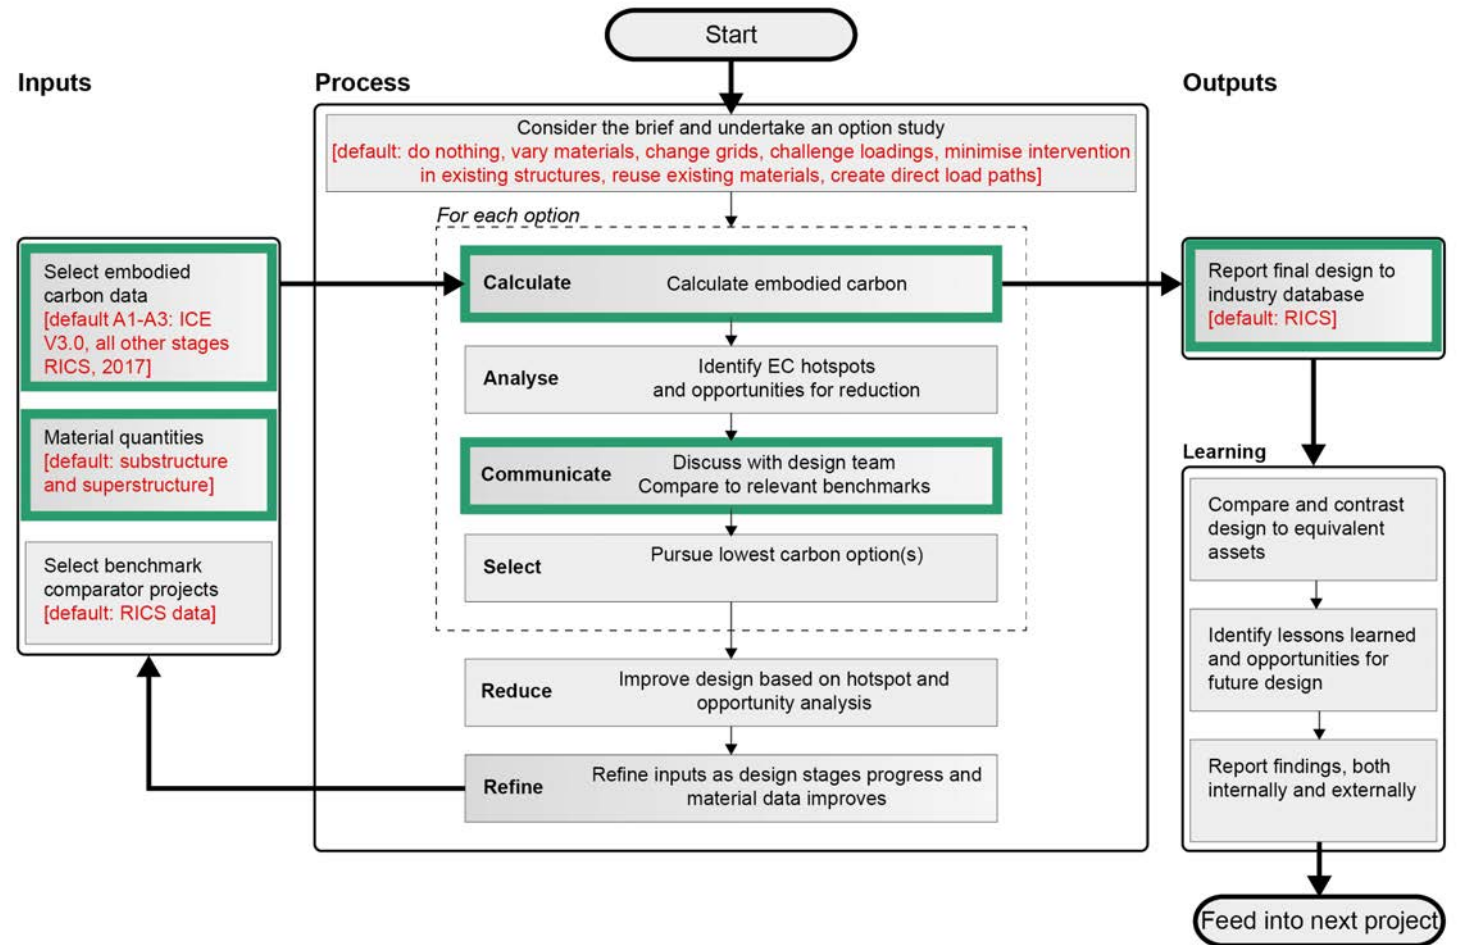 Start
Inputs
Process
Outputs
Consider the brief and undertake an option study
[default: do nothing, vary materials, change grids, challenge loadings, minimise intervention
in existing structures, reuse existing materials, create direct load paths]
For each option
Select embodied
carbon data
[default A1-A3: ICE
V3.0, all other stages
RICS, 2017]
Material quantities
[default: substructure
and superstructure]
Select benchmark
comparator projects
[default: RICS data]
Calculate
Calculate embodied carbon
Analyse
Identify EC hotspots
and opportunities for reduction
Communicate
Discuss with design team
Compare to relevant benchmarks
Select
Pursue lowest carbon option(s)
Reduce
Improve design based on hotspot and
opportunity analysis
Refine
Refine inputs as design stages progress and
material data improves
Report final design to
industry database
[default: RICS]
Learning
Compare and contrast
design to equivalent
assets
Identify lessons learned
and opportunities for
future design
Report findings, both
internally and externally
Feed into next project